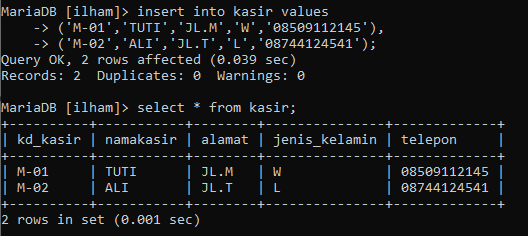 MariaDB [ilham]> insert into kasir values
    -> ('M-01','TUTI','JL.M','W','08509112145'),
    -> ('M-02','ALI','JL.T','L','08744124541');
Query OK, 2 rows affected (0.039 sec)
Records: 2  Duplicates: 0  Warnings: 0

MariaDB [ilham]> select * from kasir;
+----------+-----------+--------+---------------+-------------+
| kd_kasir | namakasir | alamat | jenis_kelamin | telepon     |
+----------+-----------+--------+---------------+-------------+
| M-01     | TUTI      | JL.M   | W             | 08509112145 |
| M-02     | ALI       | JL.T   | L             | 08744124541 |
+----------+-----------+--------+---------------+-------------+
2 rows in set (0.001 sec)